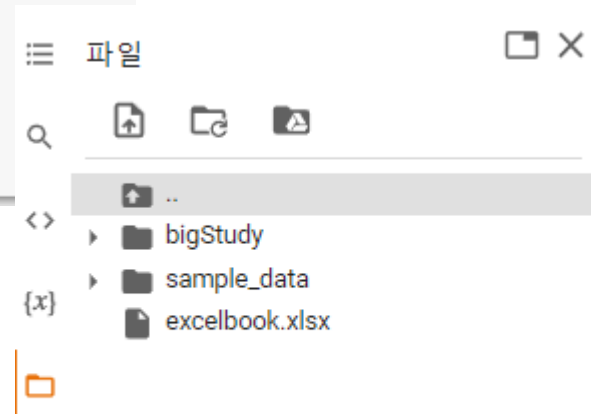 파일
..
bigStudy
sample_data
{x}
excelbook.xlsx